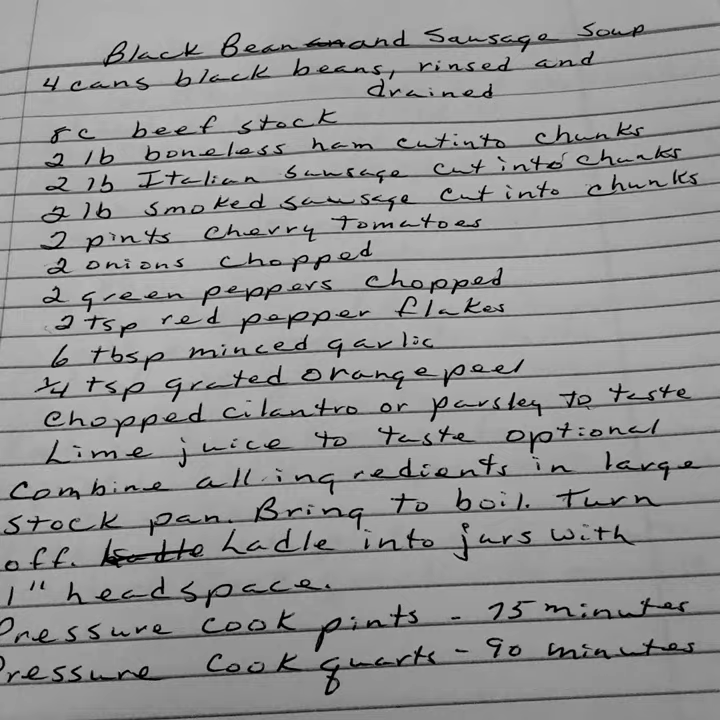 Black Bean and Sausage Soup
4 cans black beans, rinsed and
drained
8c beef stock
2 lb boneless ham cut into chunks
2 lb Italian sausage cut into chunks
2 lb smoked sausage cut into chunks
2 pints cherry tomatoes
2 onions chopped
2 green peppers chopped
2 tsp red pepper flakes
6 tbsp minced garlic
1/4 tsp grated orange peel
chopped cilantro or parsley to taste
Lime juice to taste optional
Combine all ingredients in large
stock pan. Bring to boil. Turn
off. Ladle into jars with
1" headspace.
Pressure cook pints - 75 minutes
Pressure cook quarts - 90 minutes